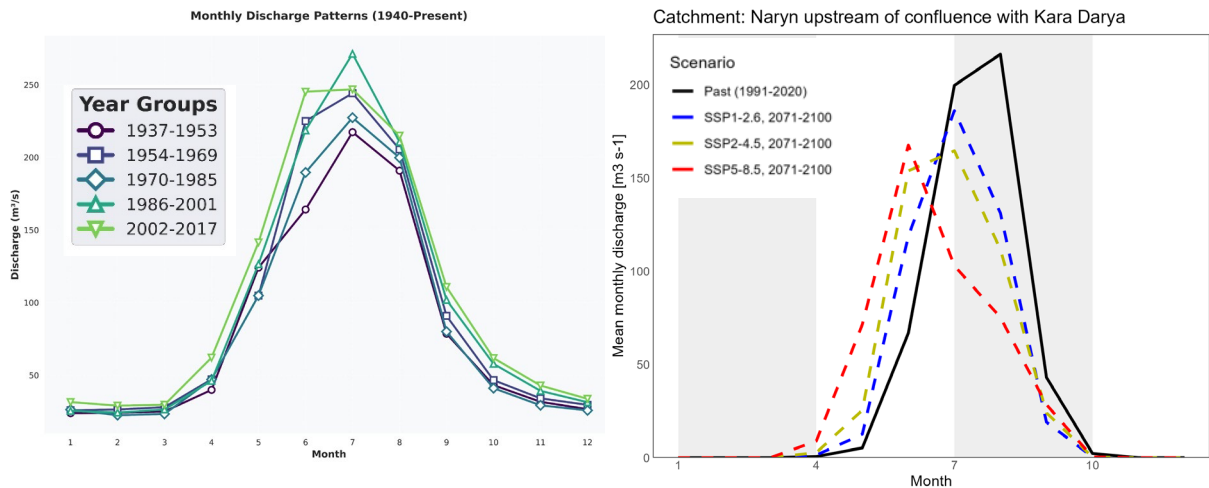 Monthly Discharge Patterns (1940-Present)
Discharge (m³/s)
250
200
150
100
50
Year Groups
1937-1953
1954-1969
1970-1985
1986-2001
2002-2017
1 2 3 4 5 6 7 8 9 10 11 12
Month
Catchment: Naryn upstream of confluence with Kara Darya
Mean monthly discharge [m3 s-1]
200
150
100
50
0
Scenario
Past (1991-2020)
SSP1-2.6, 2071-2100
SSP2-4.5, 2071-2100
SSP5-8.5, 2071-2100
1 4 7 10
Month